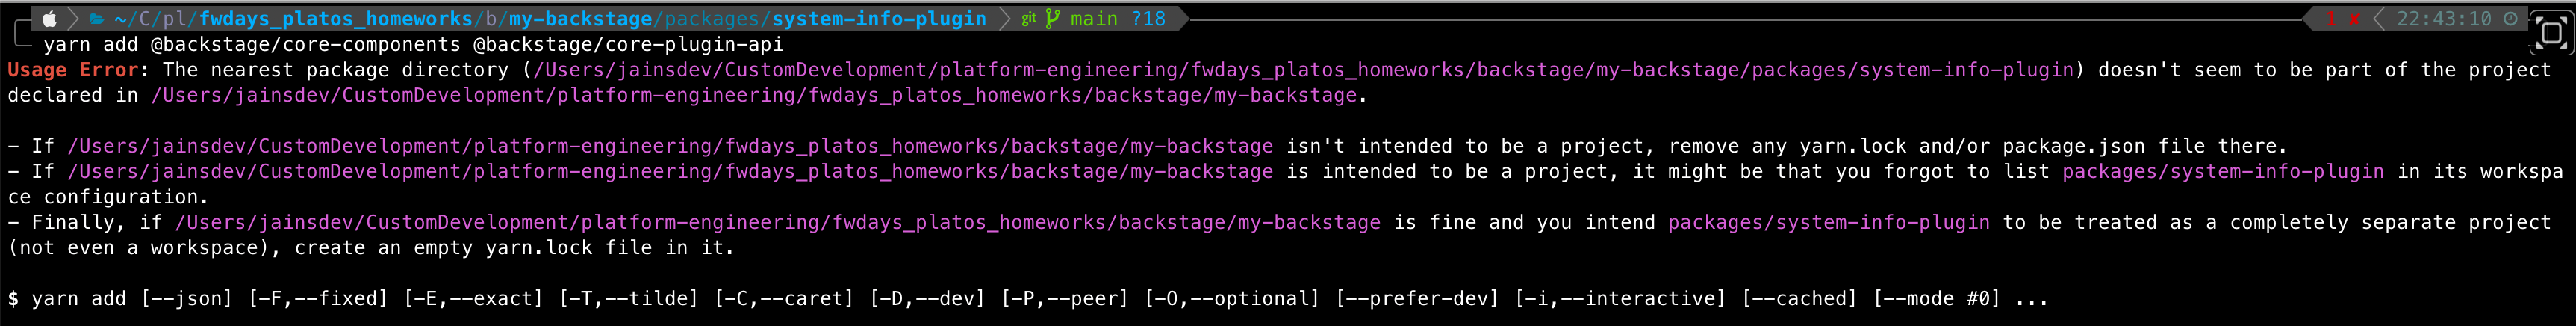 ~/C/pl/fwdays_platos_homeworks/b/my-backstage/packages/system-info-plugin git main ?18 1 ✘ 22:43:10
yarn add @backstage/core-components @backstage/core-plugin-api
Usage Error: The nearest package directory (/Users/jainsdev/CustomDevelopment/platform-engineering/fwdays_platos_homeworks/backstage/my-backstage/packages/system-info-plugin) doesn't seem to be part of the project
declared in /Users/jainsdev/CustomDevelopment/platform-engineering/fwdays_platos_homeworks/backstage/my-backstage.
- If /Users/jainsdev/CustomDevelopment/platform-engineering/fwdays_platos_homeworks/backstage/my-backstage isn't intended to be a project, remove any yarn.lock and/or package.json file there.
- If /Users/jainsdev/CustomDevelopment/platform-engineering/fwdays_platos_homeworks/backstage/my-backstage is intended to be a project, it might be that you forgot to list packages/system-info-plugin in its workspa
ce configuration.
- Finally, if /Users/jainsdev/CustomDevelopment/platform-engineering/fwdays_platos_homeworks/backstage/my-backstage is fine and you intend packages/system-info-plugin to be treated as a completely separate project
(not even a workspace), create an empty yarn.lock file in it.
$ yarn add [--json] [-F,--fixed] [-E,--exact] [-T,--tilde] [-C,--caret] [-D,--dev] [-P,--peer] [-O,--optional] [--prefer-dev] [-i,--interactive] [--cached] [--mode #0] ...